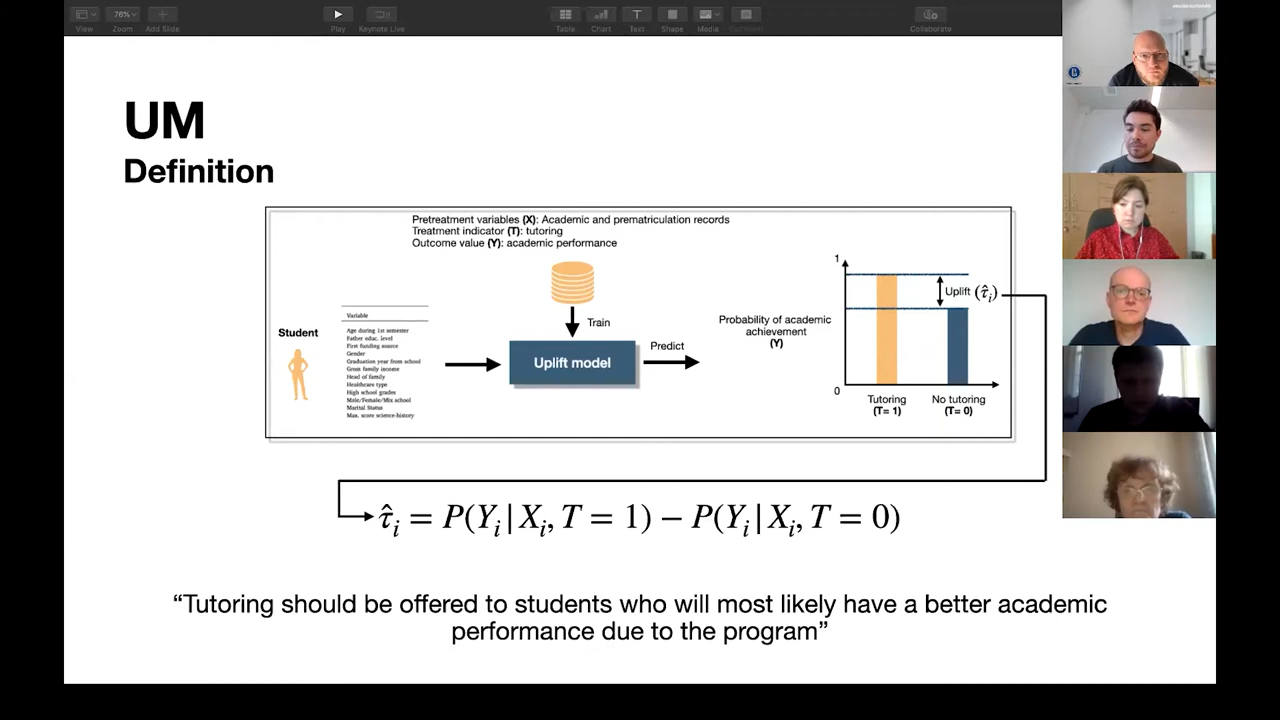 View
76%
Zoom
Add Slide
Play
Keynote Live
Table
Chart
Text
Shape
Media
Comment
Collaborate
UM
Definition
Pretreatment variables (X): Academic and prematriculation records
Treatment indicator (T): tutoring
Outcome value (Y): academic performance
Student
Variable
Age during 1st semester
Father educ. level
First funding source
Gender
Graduation year from school
Gross family income
Head of family
Healthcare type
High school grades
Male/Female/Mix school
Marital Status
Max. score science-history
Train
Uplift model
Predict
Probability of academic
achievement
(Y)
1
0
Uplift (τ̂ᵢ)
Tutoring
(T= 1)
No tutoring
(T= 0)
τ̂ᵢ = P(Yᵢ | Xᵢ, T = 1) − P(Yᵢ | Xᵢ, T = 0)
“Tutoring should be offered to students who will most likely have a better academic
performance due to the program”